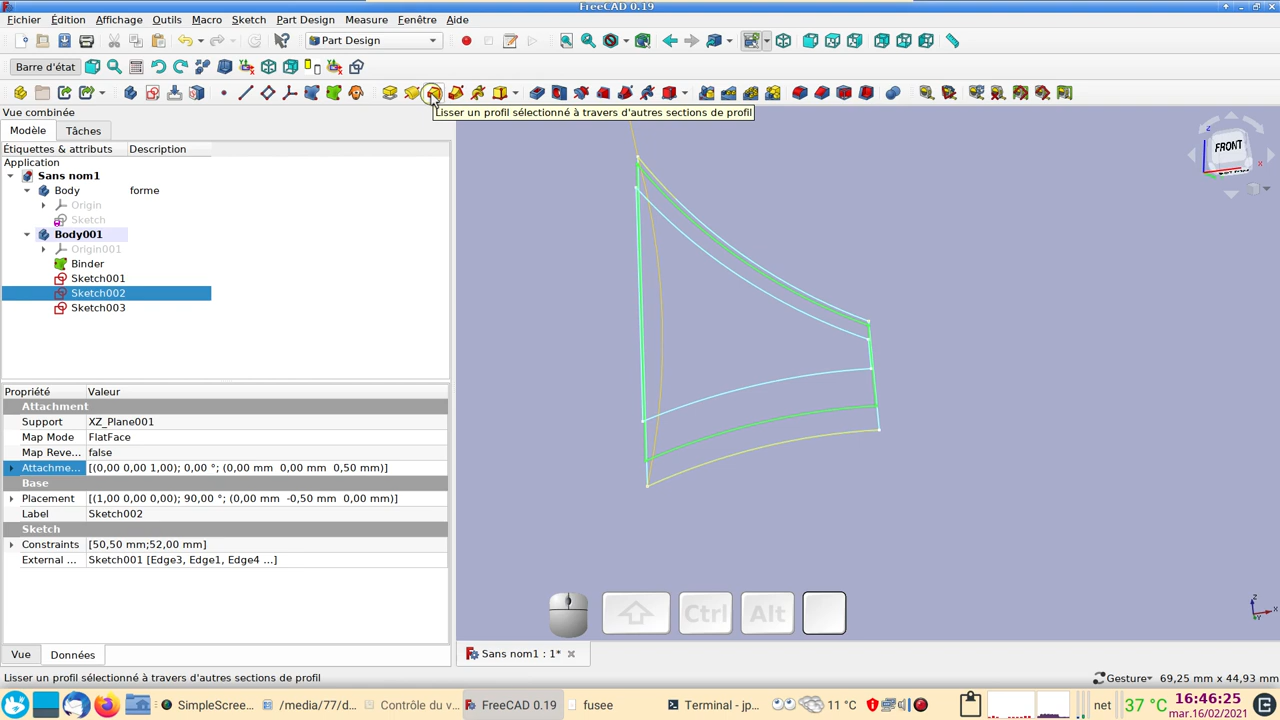 FreeCAD 0.19
Fichier Édition Affichage Outils Macro Sketch Part Design Measure Fenêtre Aide
Part Design
Barre d'état
Lisser un profil sélectionné à travers d'autres sections de profil
Vue combinée
Modèle Tâches
Étiquettes & attributs Description
Application
Sans nom1
Body forme
Origin
Sketch
Body001
Origin001
Binder
Sketch001
Sketch002
Sketch003
FRONT
Propriété Valeur
Attachment
Support XZ_Plane001
Map Mode FlatFace
Map Reve... false
Attachme... [(0,00 0,00 1,00); 0,00 °; (0,00 mm 0,00 mm 0,50 mm)]
Base
Placement [(1,00 0,00 0,00); 90,00 °; (0,00 mm -0,50 mm 0,00 mm)]
Label Sketch002
Sketch
Constraints [50,50 mm;52,00 mm]
External ... Sketch001 [Edge3, Edge1, Edge4 ...]
Ctrl Alt
Vue Données
Sans nom1 : 1*
Lisser un profil sélectionné à travers d'autres sections de profil
Gesture 69,25 mm x 44,93 mm
SimpleScree... /media/77/d... Contrôle du v... FreeCAD 0.19 fusee Terminal - jp... 11 °C net 37 °C 16:46:25
mar.16/02/2021